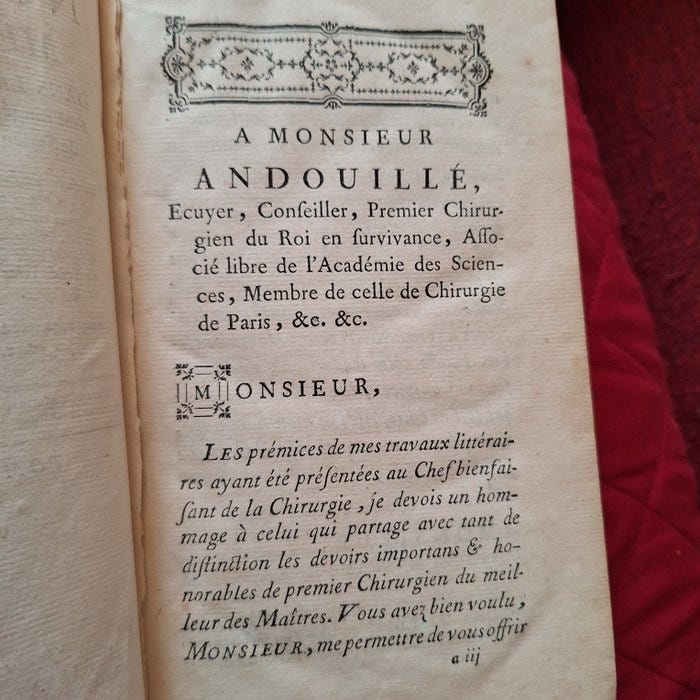 A MONSIEUR
ANDOUILLÉ,
Ecuyer, Conſeiller, Premier Chirur-
gien du Roi en ſurvivance, Aſſo-
cié libre de l'Académie des Scien-
ces, Membre de celle de Chirurgie
de Paris, &c. &c.
MONSIEUR,
LES prémices de mes travaux littérai-
res ayant été préſentées au Chef bienfai-
ſant de la Chirurgie, je devois un hom-
mage à celui qui partage avec tant de
diſtinction les devoirs importans & ho-
norables de premier Chirurgien du meil-
leur des Maîtres. Vous avez bien voulu,
MONSIEUR, me permettre de vous offrir
a iij